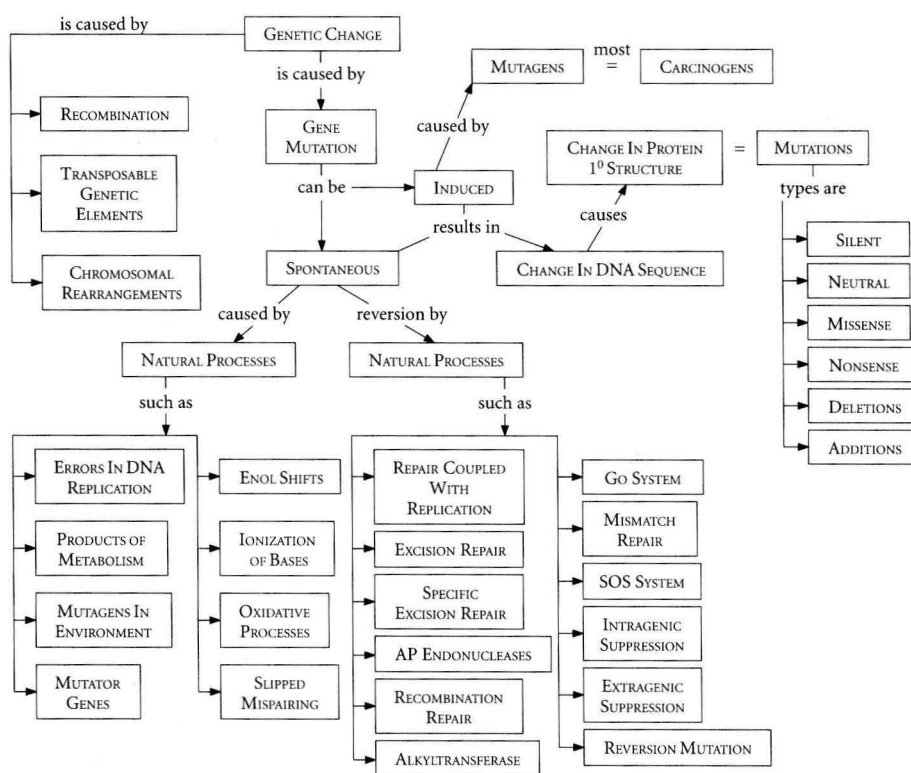 is caused by
GENETIC CHANGE
is caused by
MUTAGENS
most
=
CARCINOGENS
RECOMBINATION
GENE
MUTATION
caused by
CHANGE IN PROTEIN
1⁰ STRUCTURE
=
MUTATIONS
TRANSPOSABLE
GENETIC
ELEMENTS
can be
INDUCED
types are
causes
results in
SILENT
CHROMOSOMAL
REARRANGEMENTS
SPONTANEOUS
CHANGE IN DNA SEQUENCE
NEUTRAL
caused by
reversion by
MISSENSE
NATURAL PROCESSES
NATURAL PROCESSES
NONSENSE
such as
such as
DELETIONS
ADDITIONS
ERRORS IN DNA
REPLICATION
ENOL SHIFTS
REPAIR COUPLED
WITH
REPLICATION
GO SYSTEM
PRODUCTS OF
METABOLISM
IONIZATION
OF BASES
EXCISION REPAIR
MISMATCH
REPAIR
SPECIFIC
EXCISION REPAIR
SOS SYSTEM
MUTAGENS IN
ENVIRONMENT
OXIDATIVE
PROCESSES
AP ENDONUCLEASES
INTRAGENIC
SUPPRESSION
MUTATOR
GENES
SLIPPED
MISPAIRING
RECOMBINATION
REPAIR
EXTRAGENIC
SUPPRESSION
ALKYLTRANSFERASE
REVERSION MUTATION